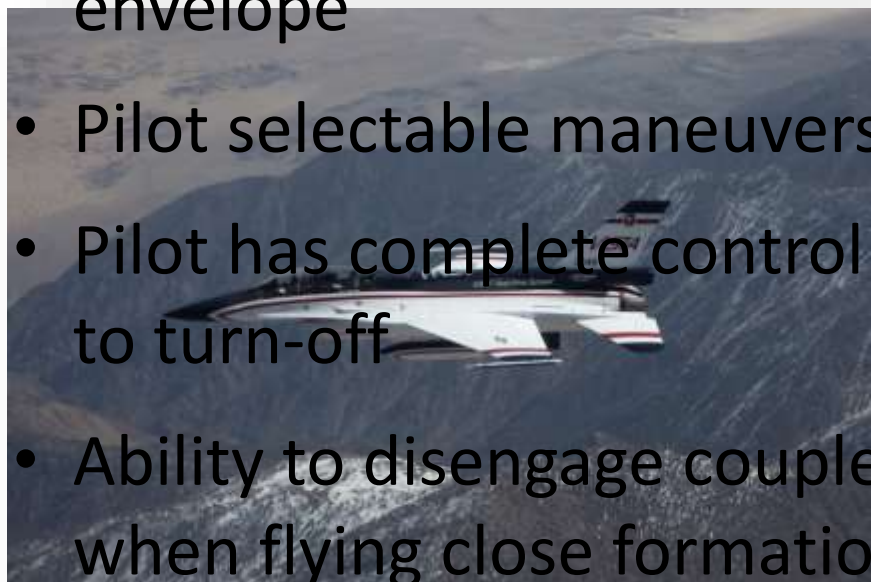 envelope
• Pilot selectable maneuvers
• Pilot has complete control
to turn-off
• Ability to disengage couple
when flying close formatio